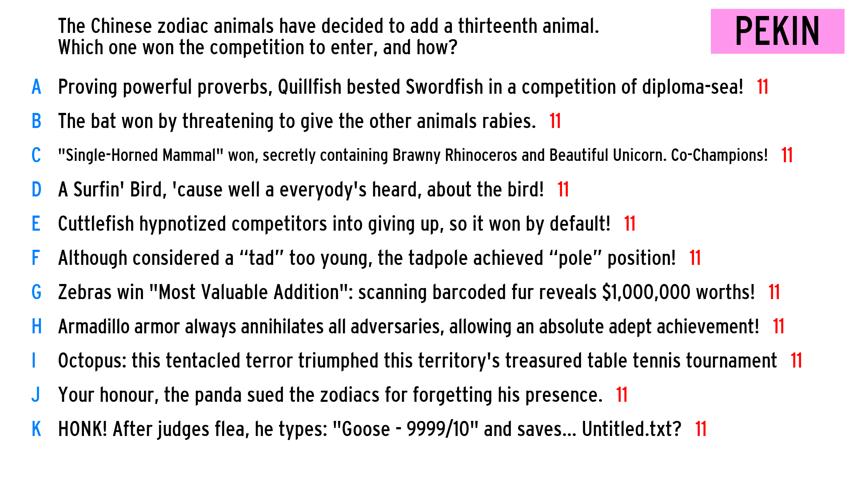 The Chinese zodiac animals have decided to add a thirteenth animal.
Which one won the competition to enter, and how?
PEKIN
A Proving powerful proverbs, Quillfish bested Swordfish in a competition of diploma-sea! 11
B The bat won by threatening to give the other animals rabies. 11
C "Single-Horned Mammal" won, secretly containing Brawny Rhinoceros and Beautiful Unicorn. Co-Champions! 11
D A Surfin' Bird, 'cause well a everyody's heard, about the bird! 11
E Cuttlefish hypnotized competitors into giving up, so it won by default! 11
F Although considered a “tad” too young, the tadpole achieved “pole” position! 11
G Zebras win "Most Valuable Addition": scanning barcoded fur reveals $1,000,000 worths! 11
H Armadillo armor always annihilates all adversaries, allowing an absolute adept achievement! 11
I Octopus: this tentacled terror triumphed this territory's treasured table tennis tournament 11
J Your honour, the panda sued the zodiacs for forgetting his presence. 11
K HONK! After judges flea, he types: "Goose - 9999/10" and saves... Untitled.txt? 11